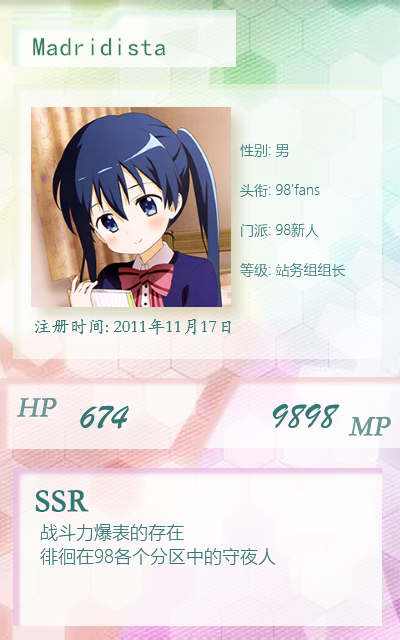 Madridista
性别: 男
头衔: 98'fans
门派: 98新人
等级: 站务组组长
注册时间: 2011年11月17日
HP 674
9898 MP
SSR
战斗力爆表的存在
徘徊在98各个分区中的守夜人